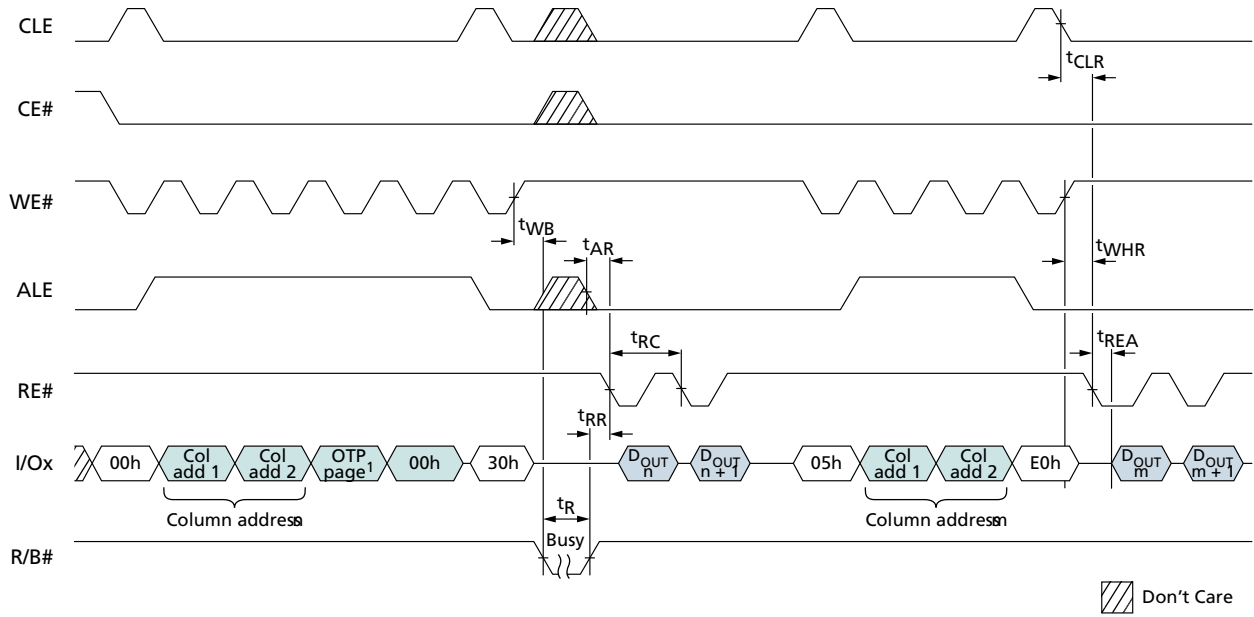 CLE
tCLR
CE#
WE#
tWB
tAR
tWHR
ALE
tRC
tREA
RE#
tRR
I/Ox
00h
Col add 1
Col add 2
OTP page1
00h
30h
DOUT n
DOUT n + 1
05h
Col add 1
Col add 2
E0h
DOUT m
DOUT m + 1
Column address n
tR
Column address m
Busy
R/B#
Don't Care